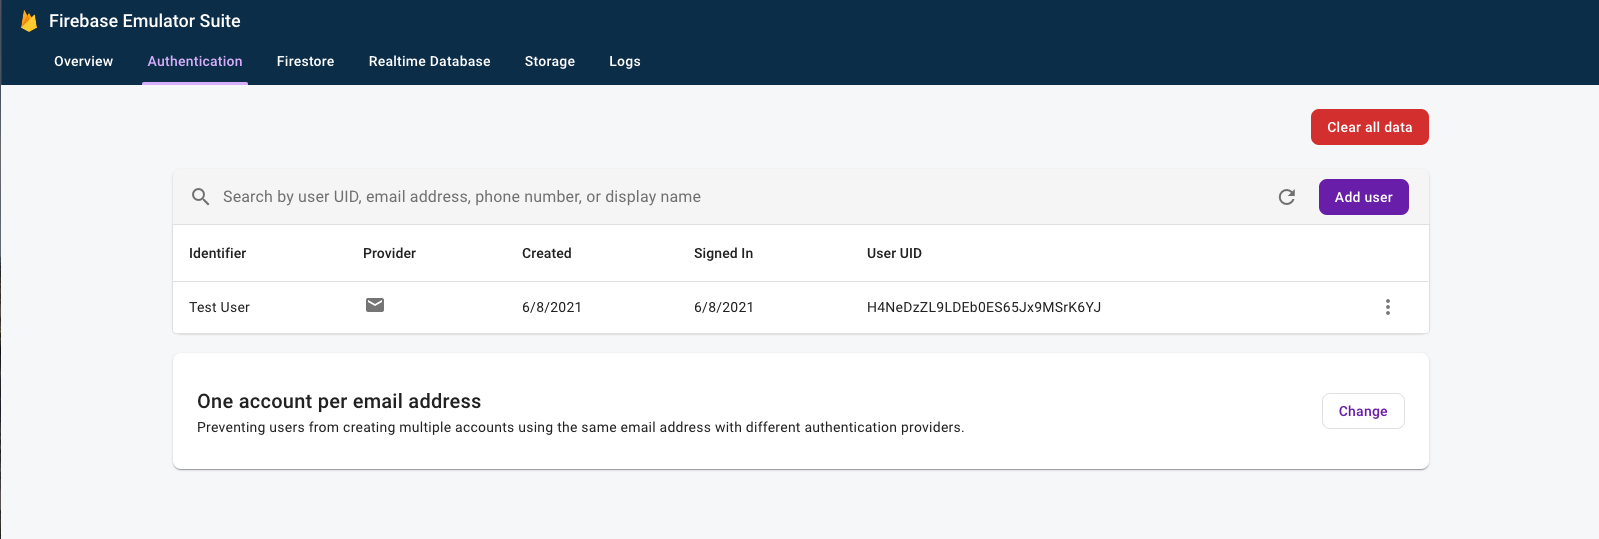 Firebase Emulator Suite
Overview Authentication Firestore Realtime Database Storage Logs
Clear all data
Search by user UID, email address, phone number, or display name
Add user
Identifier Provider Created Signed In User UID
Test User 6/8/2021 6/8/2021 H4NeDzZL9LDEb0ES65Jx9MSrK6YJ
One account per email address
Preventing users from creating multiple accounts using the same email address with different authentication providers.
Change